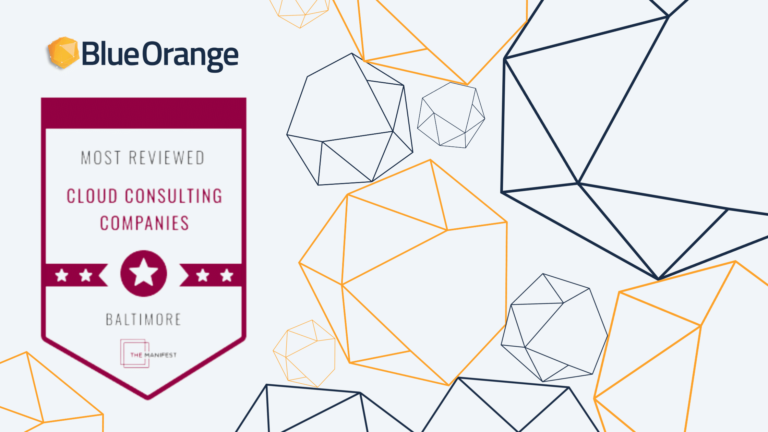 BlueOrange
MOST REVIEWED
CLOUD CONSULTING
COMPANIES
BALTIMORE
THE MANIFEST